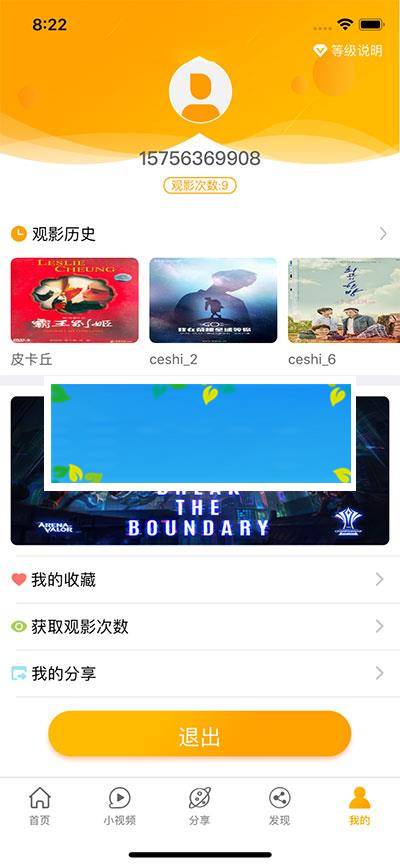 8:22
等级说明
15756369908
观影次数:9
观影历史
LESLIE CHEUNG
霸王别姬
皮卡丘
ceshi_2
ceshi_6
THE
BOUNDARY
ARENA
VALOR
我的收藏
获取观影次数
我的分享
退出
首页
小视频
分享
发现
我的